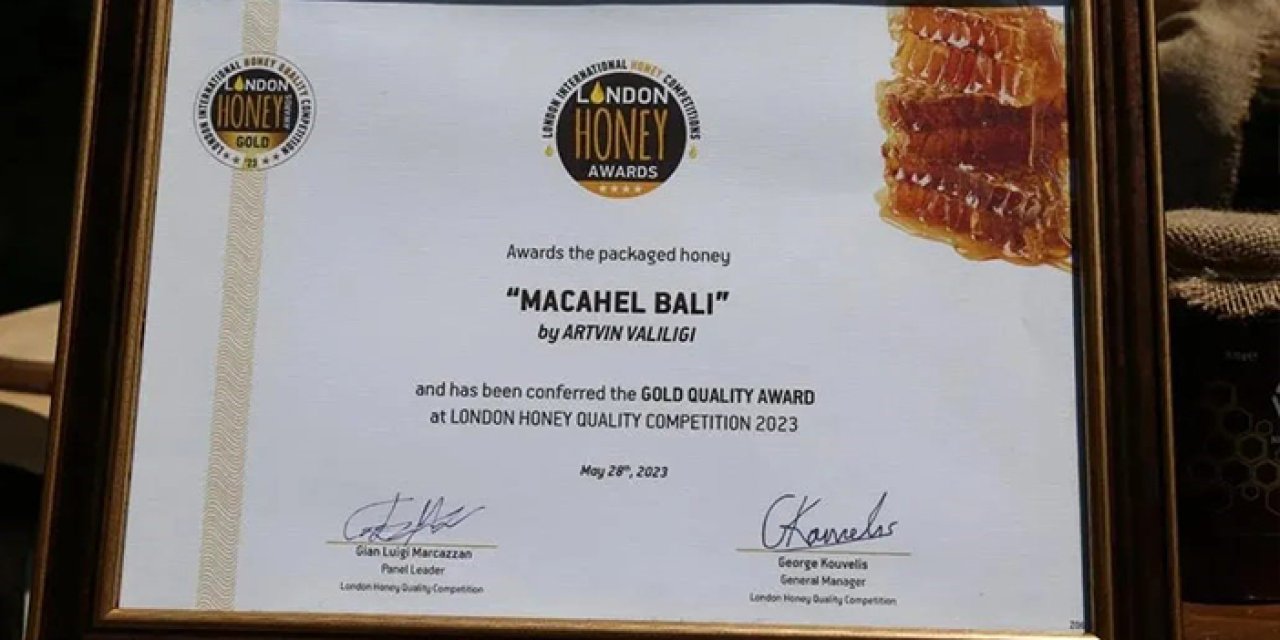 LONDON INTERNATIONAL HONEY QUALITY COMPETITION
LONDON
HONEY
AWARDS
GOLD
'23
LONDON INTERNATIONAL HONEY COMPETITIONS
LONDON
HONEY
AWARDS
Awards the packaged honey
“MACAHEL BALI”
by ARTVIN VALILIGI
and has been conferred the GOLD QUALITY AWARD
at LONDON HONEY QUALITY COMPETITION 2023
May 28th, 2023
Gian Luigi Marcazzan
Panel Leader
London Honey Quality Competition
GKouvelis
George Kouvelis
General Manager
London Honey Quality Competition